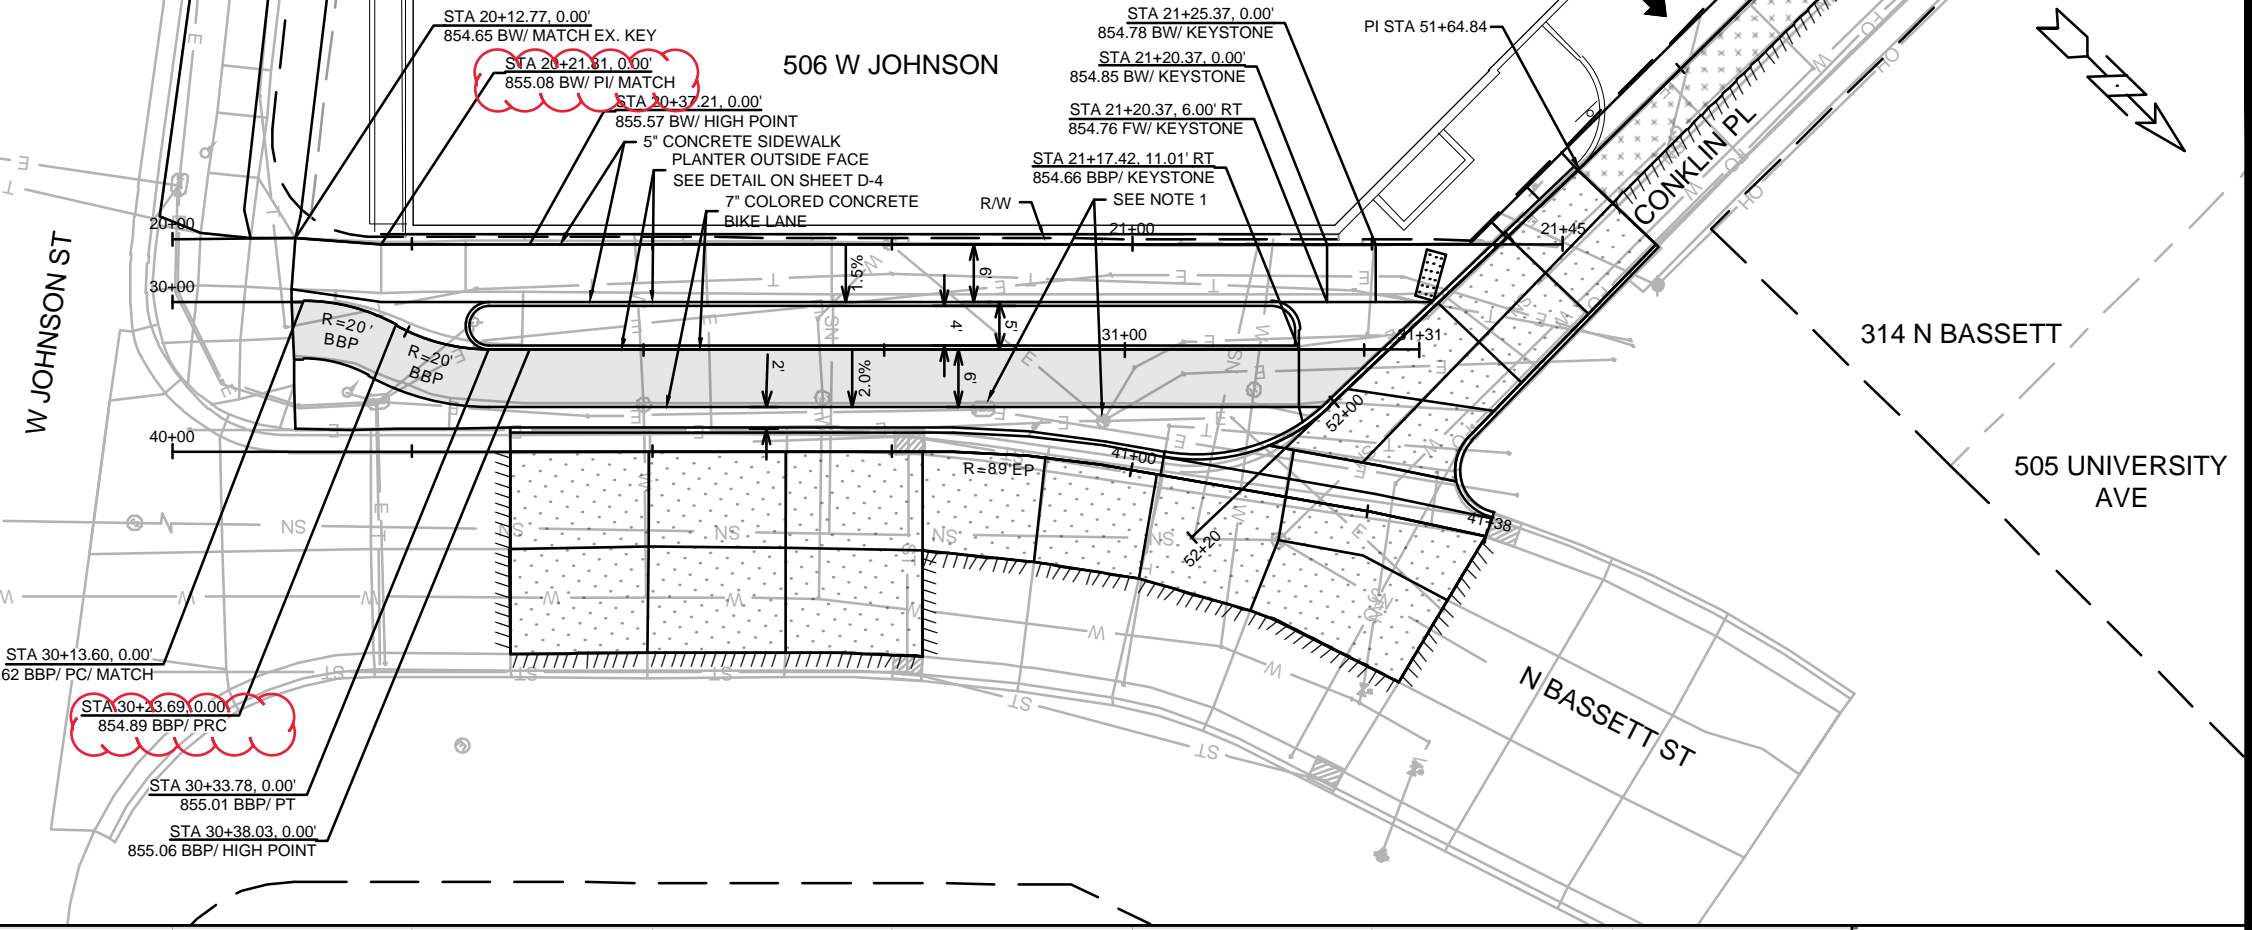 STA 20+12.77, 0.00'
854.65 BW/ MATCH EX. KEY
STA 20+21.81, 0.00'
855.08 BW/ PI/ MATCH
STA 20+37.21, 0.00'
855.57 BW/ HIGH POINT
5" CONCRETE SIDEWALK
PLANTER OUTSIDE FACE
SEE DETAIL ON SHEET D-4
7" COLORED CONCRETE
BIKE LANE
506 W JOHNSON
STA 21+25.37, 0.00'
854.78 BW/ KEYSTONE
STA 21+20.37, 0.00'
854.85 BW/ KEYSTONE
STA 21+20.37, 6.00' RT
854.76 FW/ KEYSTONE
STA 21+17.42, 11.01' RT
854.66 BBP/ KEYSTONE
SEE NOTE 1
R/W
PI STA 51+64.84
CONKLIN PL
W JOHNSON ST
20+00
21+00
21+45
30+00
31+00
31+31
40+00
41+00
41+38
52+00
52+20
R=20'
BBP
R=20'
BBP
1.5%
6'
4'
5'
2'
2.0%
6'
R=89'EP
314 N BASSETT
505 UNIVERSITY
AVE
N BASSETT ST
STA 30+13.60, 0.00'
.62 BBP/ PC/ MATCH
STA 30+23.69, 0.00'
854.89 BBP/ PRC
STA 30+33.78, 0.00'
855.01 BBP/ PT
STA 30+38.03, 0.00'
855.06 BBP/ HIGH POINT